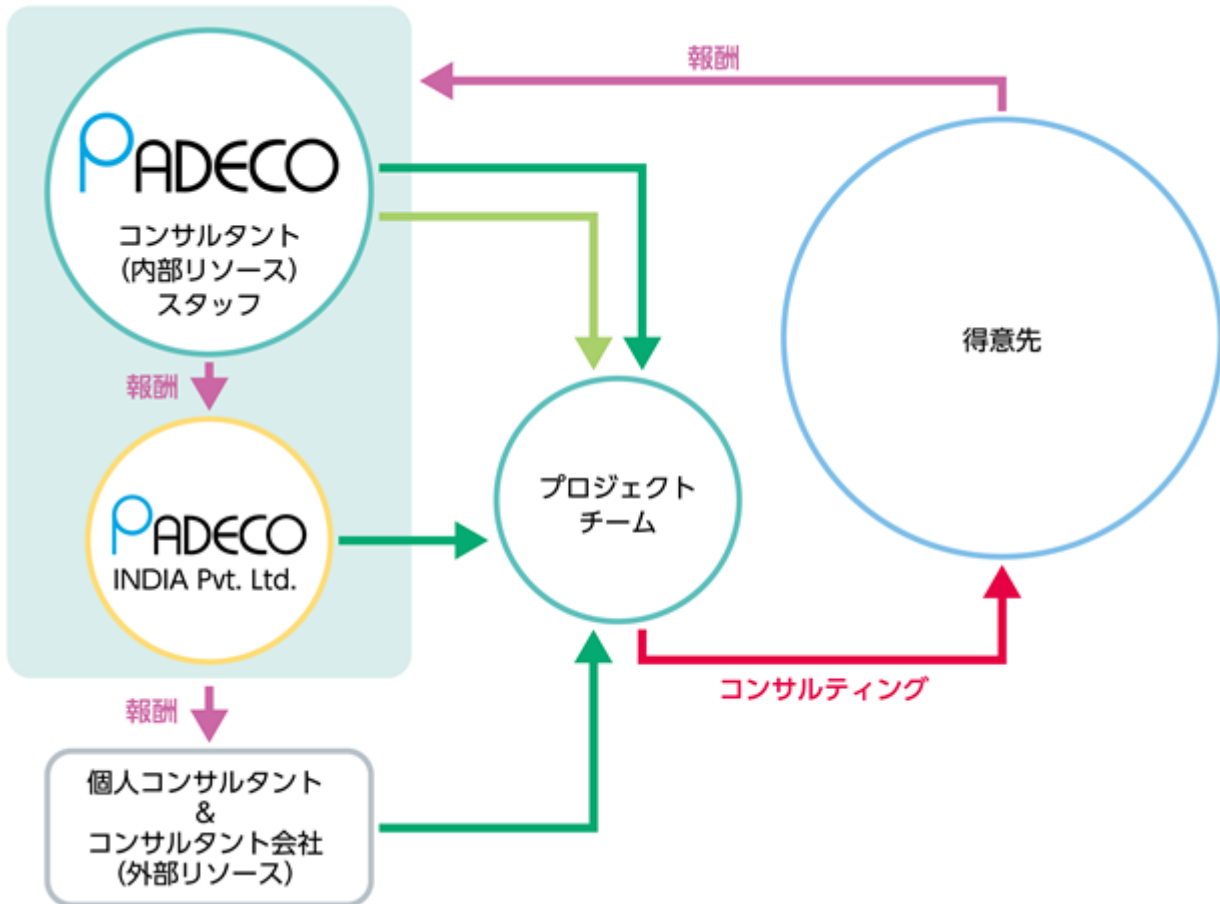 報酬
PADECO
コンサルタント
（内部リソース）
スタッフ
報酬
PADECO
INDIA Pvt. Ltd.
プロジェクト
チーム
得意先
コンサルティング
報酬
個人コンサルタント
&
コンサルタント会社
（外部リソース）